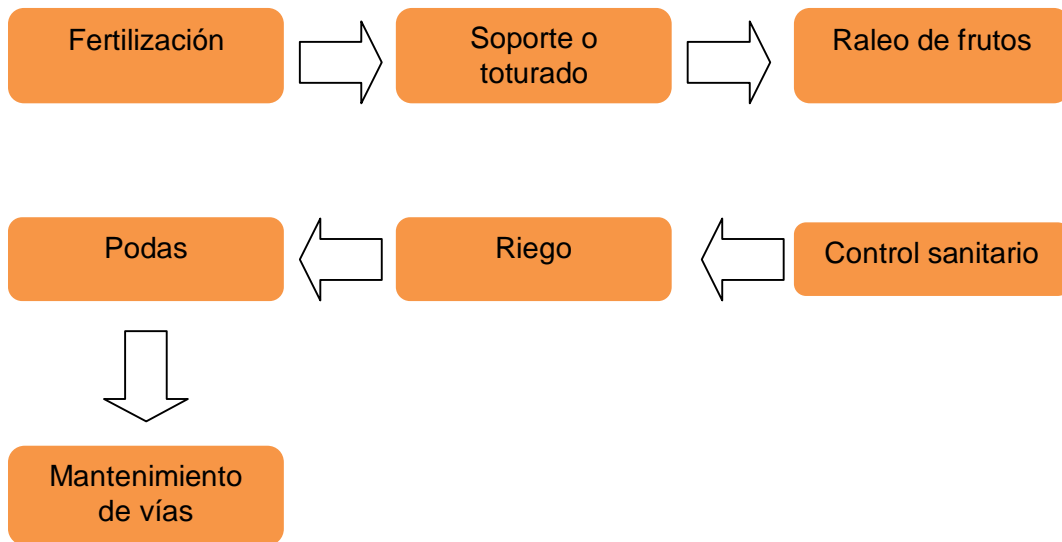 Fertilización
Soporte o
toturado
Raleo de frutos
Control sanitario
Riego
Podas
Mantenimiento
de vías